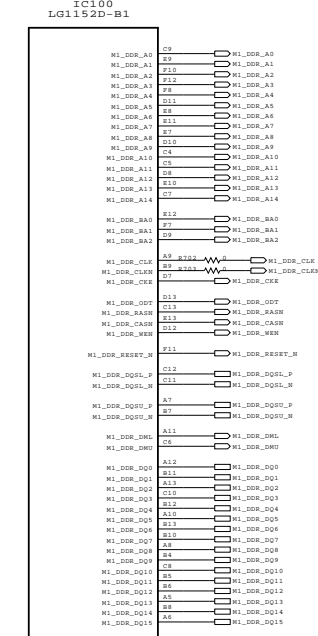 IC100
LG1152D-B1
M1_DDR_A0 C9 M1_DDR_A0
M1_DDR_A1 E9 M1_DDR_A1
M1_DDR_A2 F10 M1_DDR_A2
M1_DDR_A3 F12 M1_DDR_A3
M1_DDR_A4 F8 M1_DDR_A4
M1_DDR_A5 D11 M1_DDR_A5
M1_DDR_A6 E8 M1_DDR_A6
M1_DDR_A7 E11 M1_DDR_A7
M1_DDR_A8 E7 M1_DDR_A8
M1_DDR_A9 D10 M1_DDR_A9
M1_DDR_A10 C4 M1_DDR_A10
M1_DDR_A11 C5 M1_DDR_A11
M1_DDR_A12 D8 M1_DDR_A12
M1_DDR_A13 E10 M1_DDR_A13
M1_DDR_A14 C7 M1_DDR_A14
M1_DDR_BA0 E12 M1_DDR_BA0
M1_DDR_BA1 F7 M1_DDR_BA1
M1_DDR_BA2 D9 M1_DDR_BA2
M1_DDR_CLK A9 R702 0 M1_DDR_CLK
M1_DDR_CLKN B9 R703 0 M1_DDR_CLKN
M1_DDR_CKE D7 M1_DDR_CKE
M1_DDR_ODT D13 M1_DDR_ODT
M1_DDR_RASN C13 M1_DDR_RASN
M1_DDR_CASN E13 M1_DDR_CASN
M1_DDR_WEN D12 M1_DDR_WEN
M1_DDR_RESET_N F11 M1_DDR_RESET_N
M1_DDR_DQSL_P C12 M1_DDR_DQSL_P
M1_DDR_DQSL_N C11 M1_DDR_DQSL_N
M1_DDR_DQSU_P A7 M1_DDR_DQSU_P
M1_DDR_DQSU_N B7 M1_DDR_DQSU_N
M1_DDR_DML A11 M1_DDR_DML
M1_DDR_DMU C6 M1_DDR_DMU
M1_DDR_DQ0 A12 M1_DDR_DQ0
M1_DDR_DQ1 B11 M1_DDR_DQ1
M1_DDR_DQ2 A13 M1_DDR_DQ2
M1_DDR_DQ3 C10 M1_DDR_DQ3
M1_DDR_DQ4 B12 M1_DDR_DQ4
M1_DDR_DQ5 A10 M1_DDR_DQ5
M1_DDR_DQ6 B13 M1_DDR_DQ6
M1_DDR_DQ7 B10 M1_DDR_DQ7
M1_DDR_DQ8 A8 M1_DDR_DQ8
M1_DDR_DQ9 B4 M1_DDR_DQ9
M1_DDR_DQ10 C8 M1_DDR_DQ10
M1_DDR_DQ11 B5 M1_DDR_DQ11
M1_DDR_DQ12 B6 M1_DDR_DQ12
M1_DDR_DQ13 A5 M1_DDR_DQ13
M1_DDR_DQ14 B8 M1_DDR_DQ14
M1_DDR_DQ15 A6 M1_DDR_DQ15